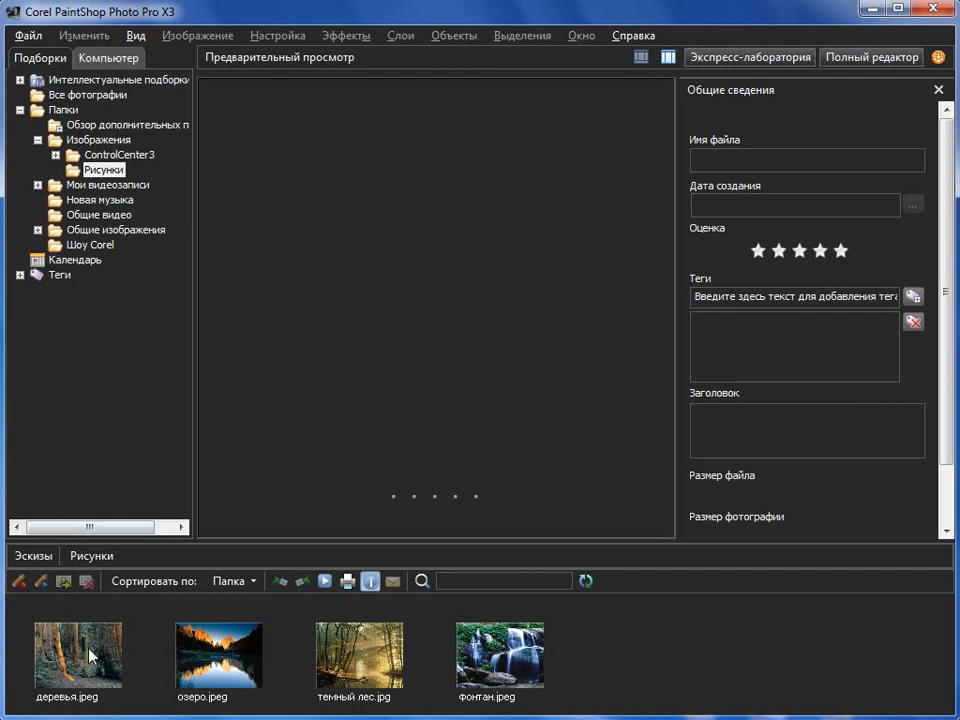 Corel PaintShop Photo Pro X3
Файл Изменить Вид Изображение Настройка Эффекты Слои Объекты Выделения Окно Справка
Подборки Компьютер
Предварительный просмотр
Экспресс-лаборатория Полный редактор
Интеллектуальные подборки
Все фотографии
Папки
Обзор дополнительных п
Изображения
ControlCenter3
Рисунки
Мои видеозаписи
Новая музыка
Общие видео
Общие изображения
Шоу Corel
Календарь
Теги
Общие сведения
Имя файла
Дата создания
...
Оценка
Теги
Введите здесь текст для добавления тега
Заголовок
Размер файла
Размер фотографии
Эскизы Рисунки
Сортировать по: Папка
деревья.jpeg озеро.jpeg темный лес.jpg фонтан.jpeg